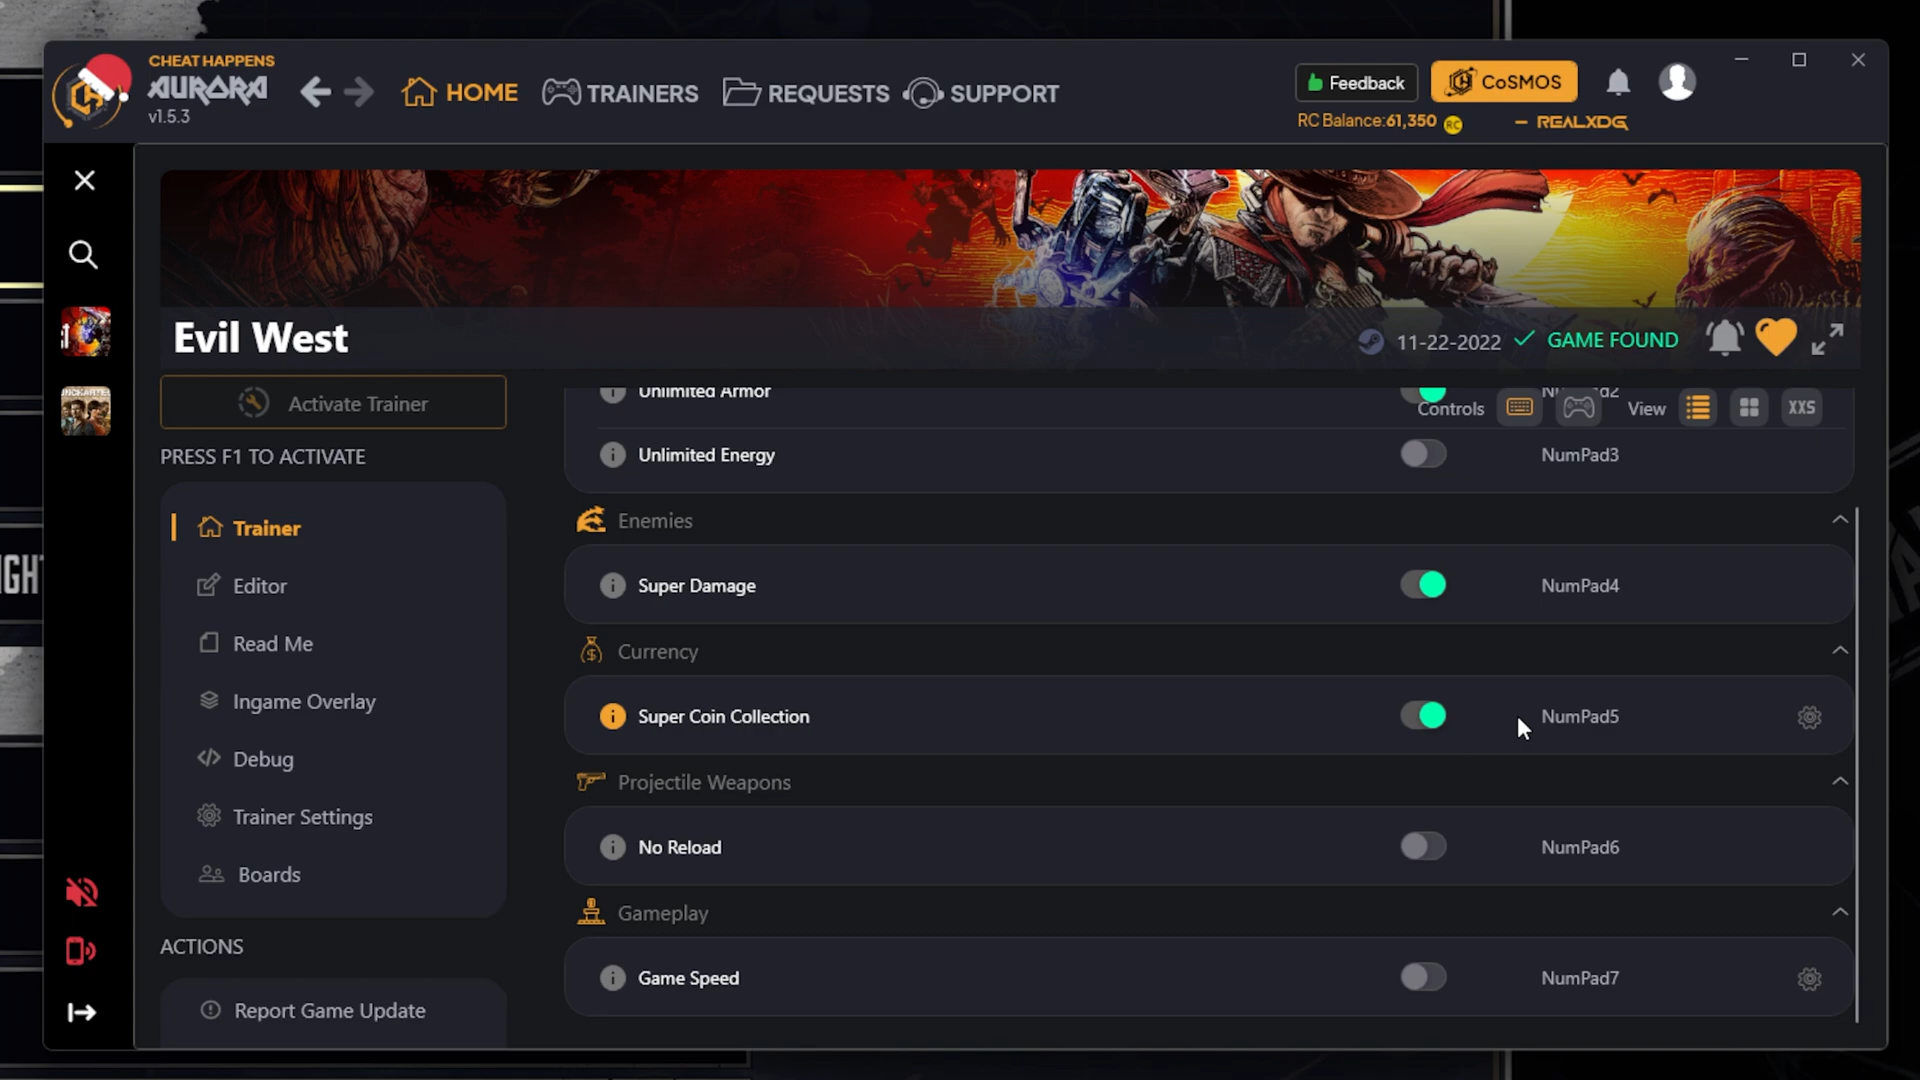 CHEAT HAPPENS
AURORA
v1.5.3
HOME
TRAINERS
REQUESTS
SUPPORT
Feedback
CoSMOS
RC Balance:61,350 RC
REALXDG
Evil West
11-22-2022
GAME FOUND
Activate Trainer
PRESS F1 TO ACTIVATE
Trainer
Editor
Read Me
Ingame Overlay
Debug
Trainer Settings
Boards
ACTIONS
Report Game Update
Unlimited Armor
Controls
View
XXS
Unlimited Energy
NumPad3
Enemies
Super Damage
NumPad4
Currency
Super Coin Collection
NumPad5
Projectile Weapons
No Reload
NumPad6
Gameplay
Game Speed
NumPad7